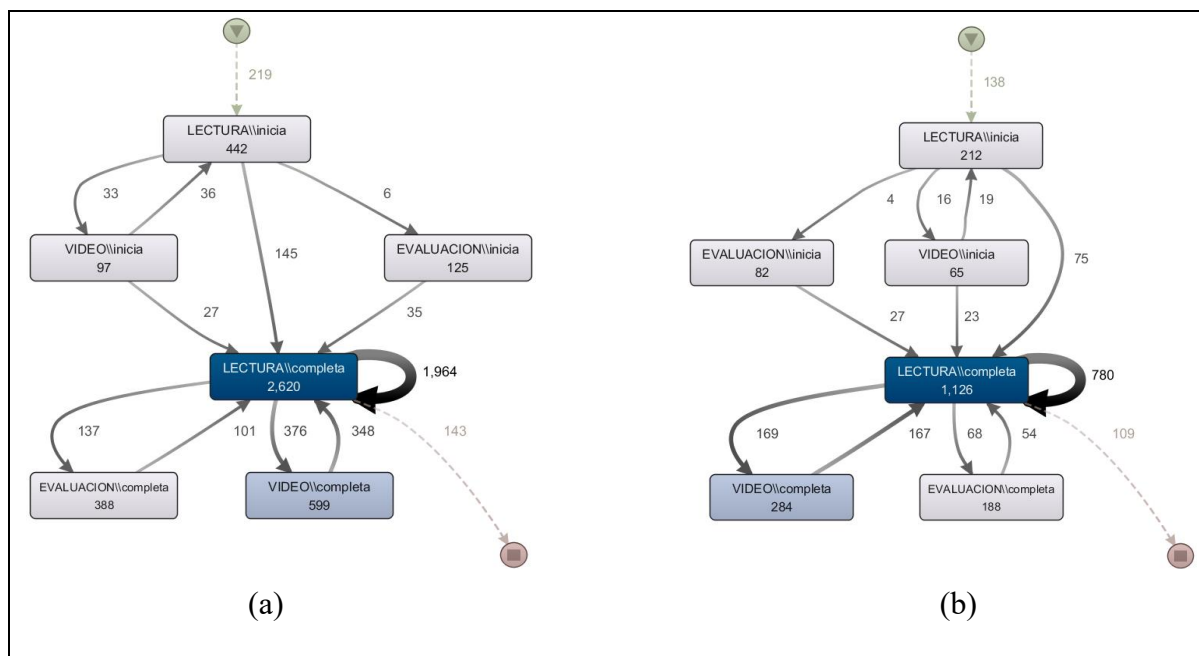 219
LECTURA\\inicia
442
33
36
6
VIDEO\\inicia
97
145
EVALUACION\\inicia
125
27
35
LECTURA\\completa
2,620
1,964
137
101
376
348
143
EVALUACION\\completa
388
VIDEO\\completa
599
(a)
138
LECTURA\\inicia
212
4
16
19
EVALUACION\\inicia
82
VIDEO\\inicia
65
75
27
23
LECTURA\\completa
1,126
780
169
167
68
54
109
VIDEO\\completa
284
EVALUACION\\completa
188
(b)